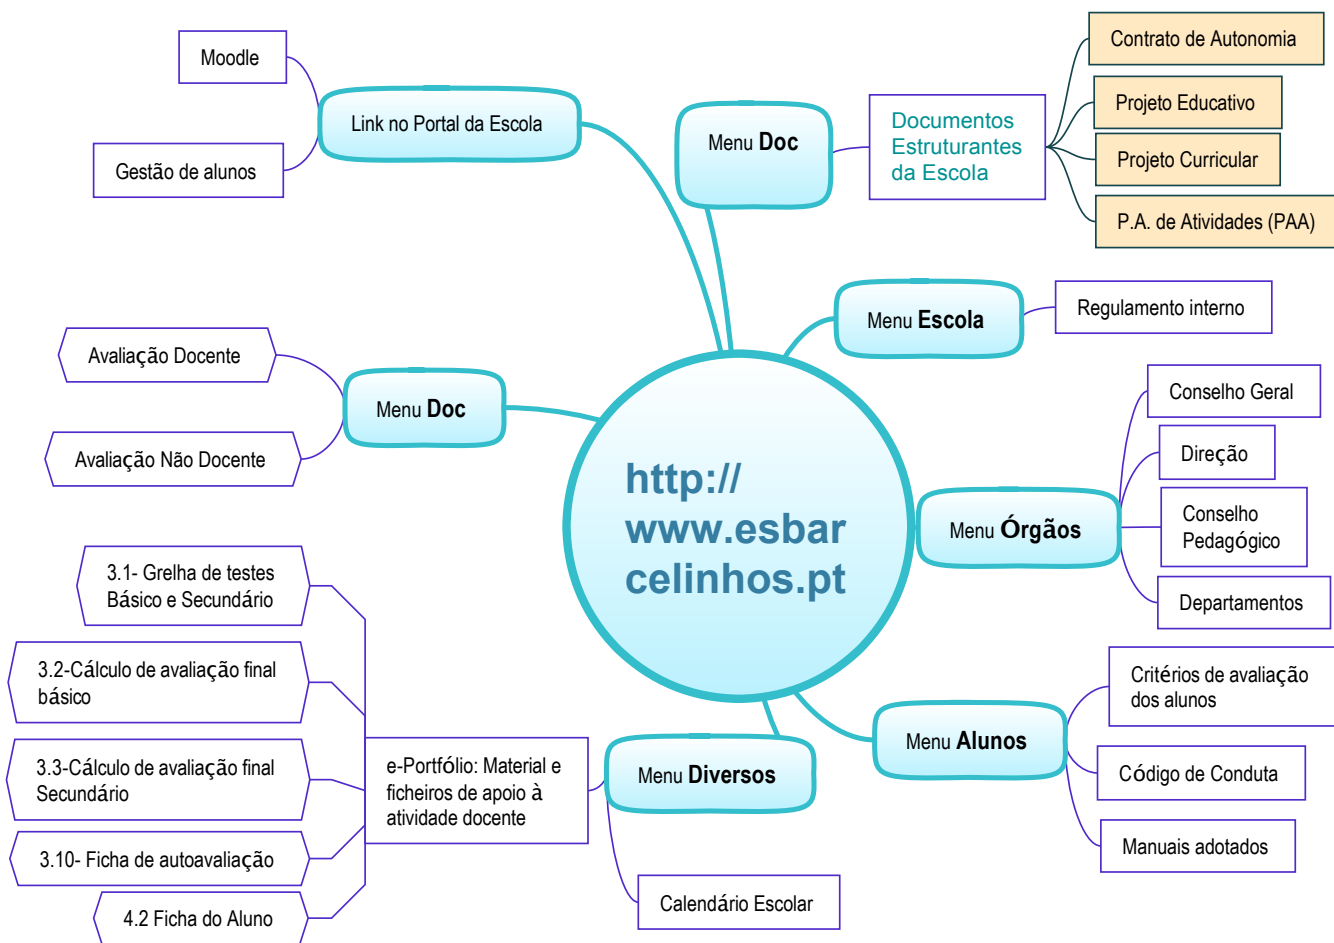 Moodle
Link no Portal da Escola
Gestão de alunos
Menu Doc
Documentos
Estruturantes
da Escola
Contrato de Autonomia
Projeto Educativo
Projeto Curricular
P.A. de Atividades (PAA)
Menu Escola
Regulamento interno
Avaliação Docente
Menu Doc
Avaliação Não Docente
http://
www.esbar
celinhos.pt
Menu Órgãos
Conselho Geral
Direção
Conselho
Pedagógico
Departamentos
Menu Alunos
Critérios de avaliação
dos alunos
Código de Conduta
Manuais adotados
Menu Diversos
e-Portfólio: Material e
ficheiros de apoio à
atividade docente
Calendário Escolar
3.1- Grelha de testes
Básico e Secundário
3.2-Cálculo de avaliação final
básico
3.3-Cálculo de avaliação final
Secundário
3.10- Ficha de autoavaliação
4.2 Ficha do Aluno